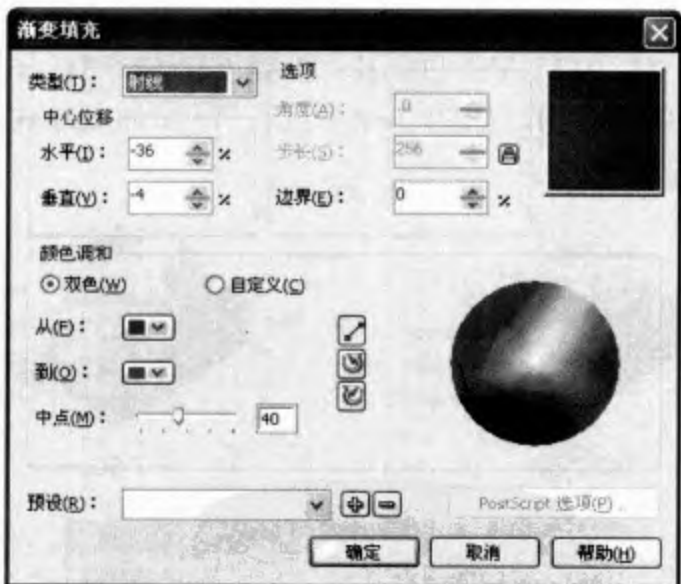 渐变填充
类型(T)： 射线
选项
中心位移
角度(A)： .0
水平(I)： -36 %
步长(S)： 256
垂直(V)： -4 %
边界(E)： 0 %
颜色调和
双色(W) 自定义(C)
从(F)：
到(O)：
中点(M)： 40
预设(R)：
PostScript 选项(P)...
确定 取消 帮助(H)